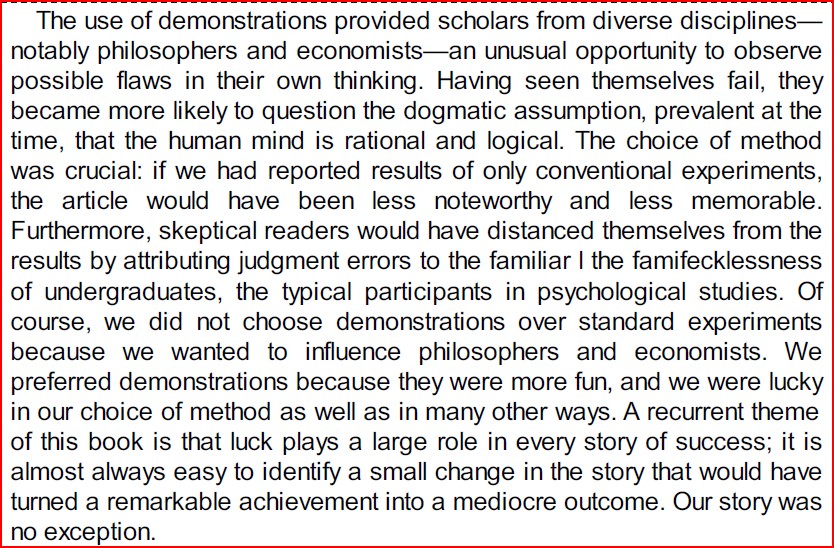 The use of demonstrations provided scholars from diverse disciplines—
notably philosophers and economists—an unusual opportunity to observe
possible flaws in their own thinking. Having seen themselves fail, they
became more likely to question the dogmatic assumption, prevalent at the
time, that the human mind is rational and logical. The choice of method
was crucial: if we had reported results of only conventional experiments,
the article would have been less noteworthy and less memorable.
Furthermore, skeptical readers would have distanced themselves from the
results by attributing judgment errors to the familiar l the famifecklessness
of undergraduates, the typical participants in psychological studies. Of
course, we did not choose demonstrations over standard experiments
because we wanted to influence philosophers and economists. We
preferred demonstrations because they were more fun, and we were lucky
in our choice of method as well as in many other ways. A recurrent theme
of this book is that luck plays a large role in every story of success; it is
almost always easy to identify a small change in the story that would have
turned a remarkable achievement into a mediocre outcome. Our story was
no exception.